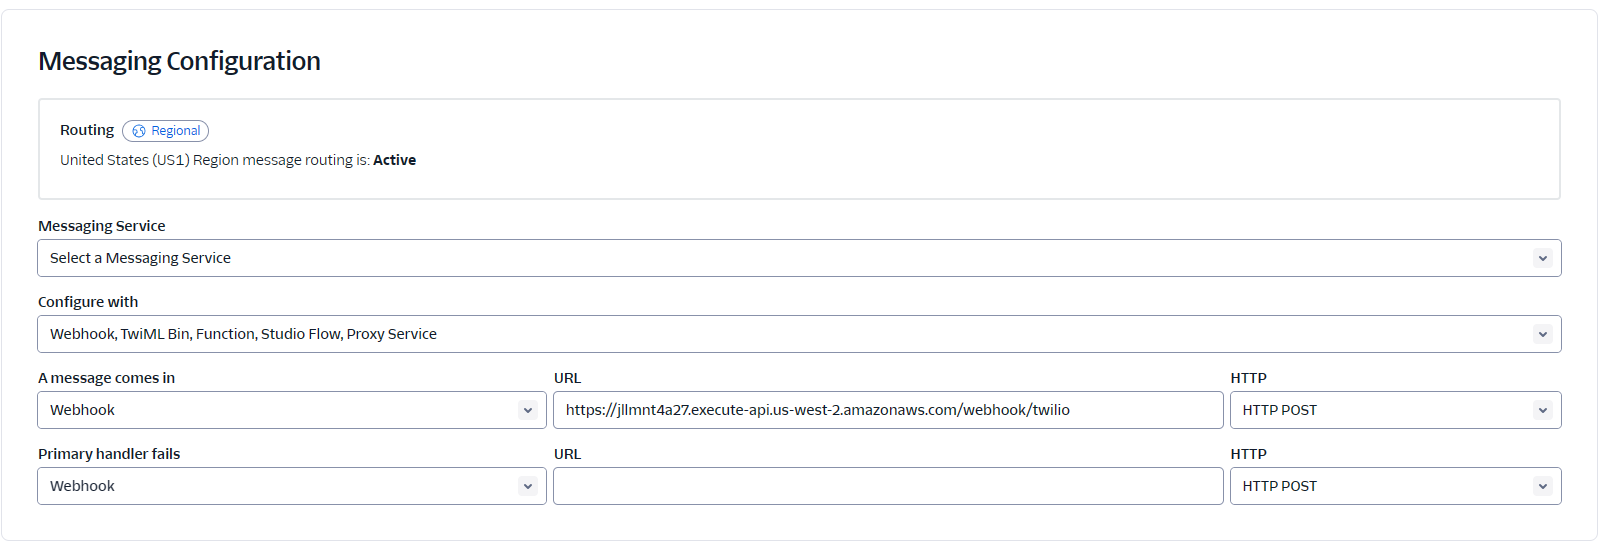 Messaging Configuration
Routing Regional
United States (US1) Region message routing is: Active
Messaging Service
Select a Messaging Service
Configure with
Webhook, TwiML Bin, Function, Studio Flow, Proxy Service
A message comes in URL HTTP
Webhook https://jllmnt4a27.execute-api.us-west-2.amazonaws.com/webhook/twilio HTTP POST
Primary handler fails URL HTTP
Webhook HTTP POST